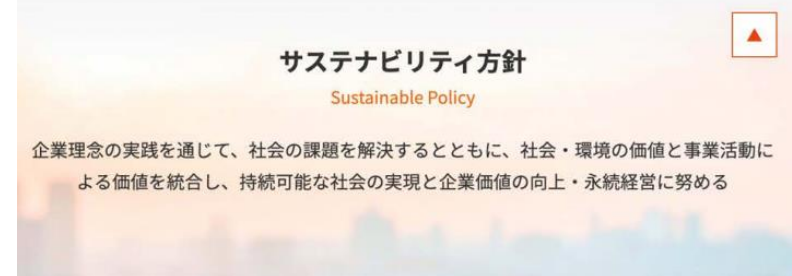 サステナビリティ方針
Sustainable Policy
企業理念の実践を通じて、社会の課題を解決するとともに、社会・環境の価値と事業活動に
よる価値を統合し、持続可能な社会の実現と企業価値の向上・永続経営に努める